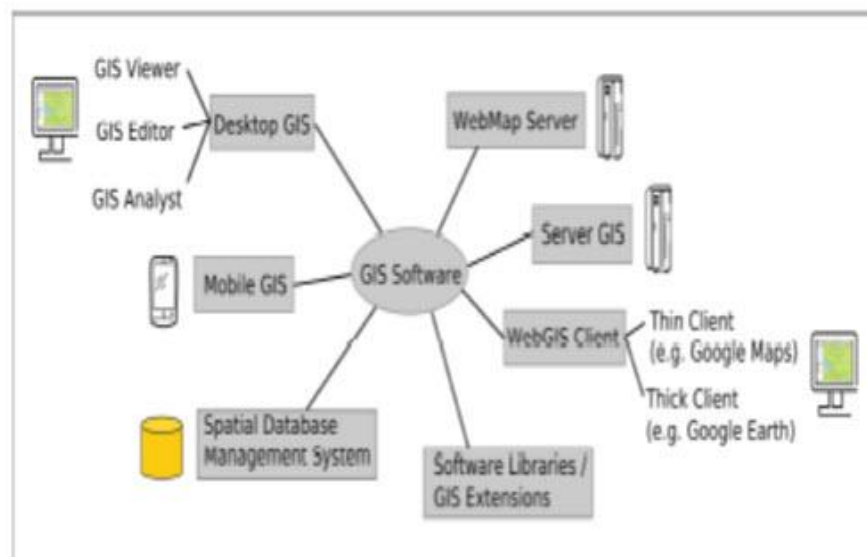 GIS Viewer
GIS Editor
GIS Analyst
Desktop GIS
WebMap Server
Server GIS
GIS Software
Mobile GIS
WebGIS Client
Thin Client
(e.g. Google Maps)
Thick Client
(e.g. Google Earth)
Spatial Database
Management System
Software Libraries /
GIS Extensions